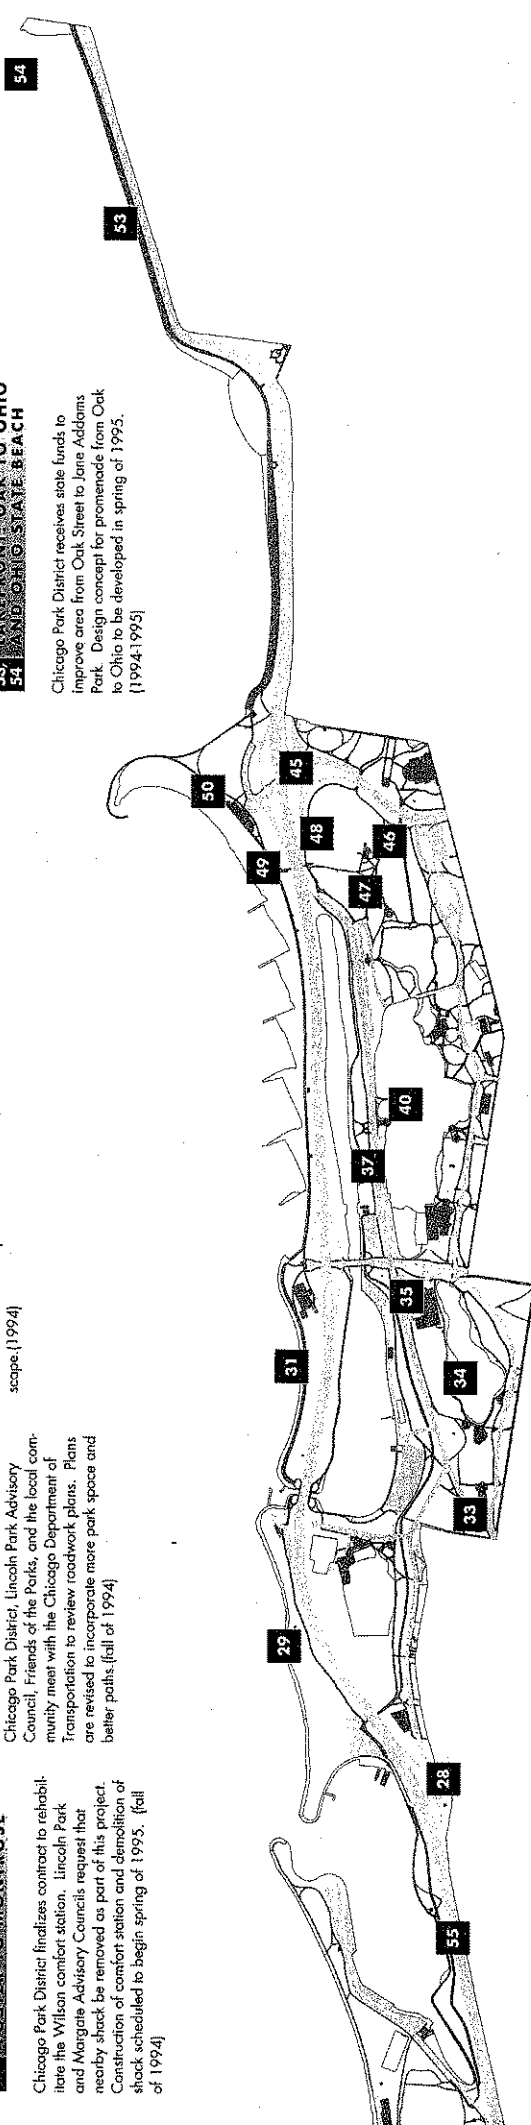 Chicago Park District finalizes contract to rehabil-
itate the Wilson comfort station. Lincoln Park
and Margate Advisory Councils request that
nearby shack be removed as part of this project.
Construction of comfort station and demolition of
shack scheduled to begin spring of 1995. (fall
of 1994)
Chicago Park District, Lincoln Park Advisory
Council, Friends of the Parks, and the local com-
munity meet with the Chicago Department of
Transportation to review roadwork plans. Plans
are revised to incorporate more park space and
better paths.(fall of 1994)
scape.(1994)
53,
54
LAKEFRONT: OAK TO OHIO
AND OHIO STATE BEACH
Chicago Park District receives state funds to
improve area from Oak Street to Jane Addams
Park. Design concept for promenade from Oak
to Ohio to be developed in spring of 1995.
(1994-1995)
55
28
29
33
34
31
35
37
40
47
46
49
48
50
45
53
54